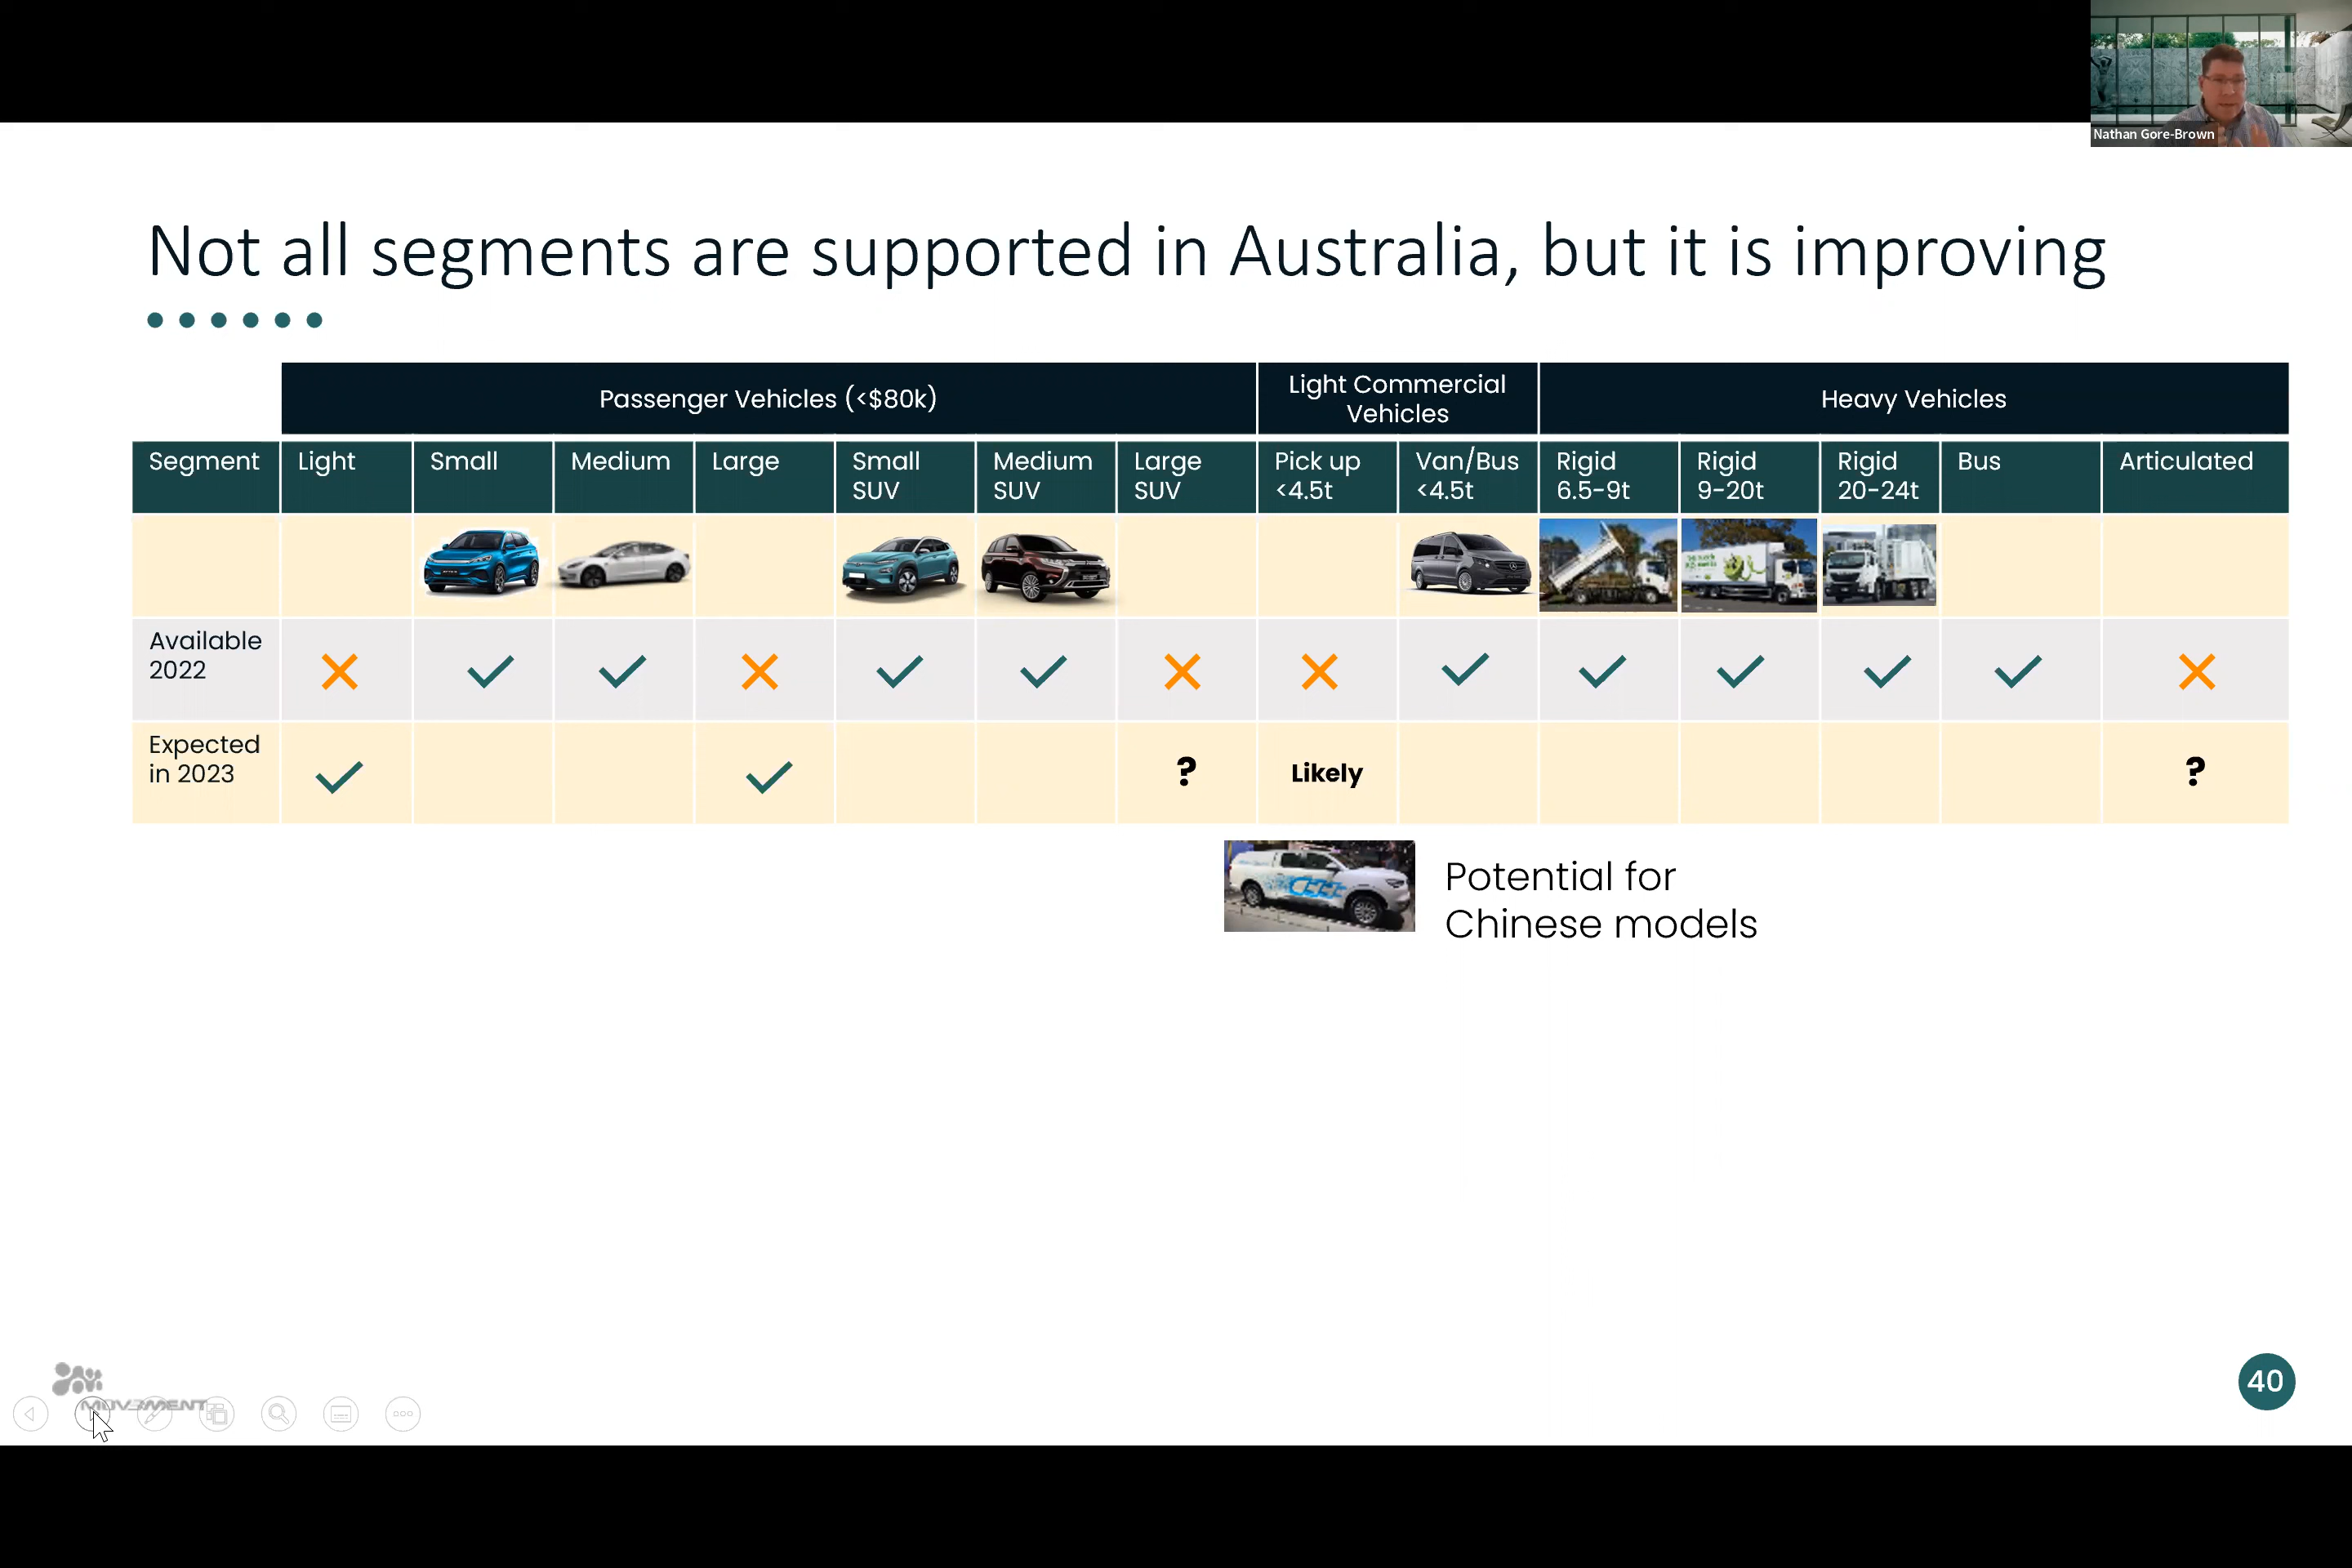 Nathan Gore-Brown
Not all segments are supported in Australia, but it is improving
Passenger Vehicles (<$80k)
Light Commercial
Vehicles
Heavy Vehicles
Segment
Light
Small
Medium
Large
Small
SUV
Medium
SUV
Large
SUV
Pick up
<4.5t
Van/Bus
<4.5t
Rigid
6.5-9t
Rigid
9-20t
Rigid
20-24t
Bus
Articulated
Available
2022
Expected
in 2023
?
Likely
?
Potential for
Chinese models
MOV3MENT
40